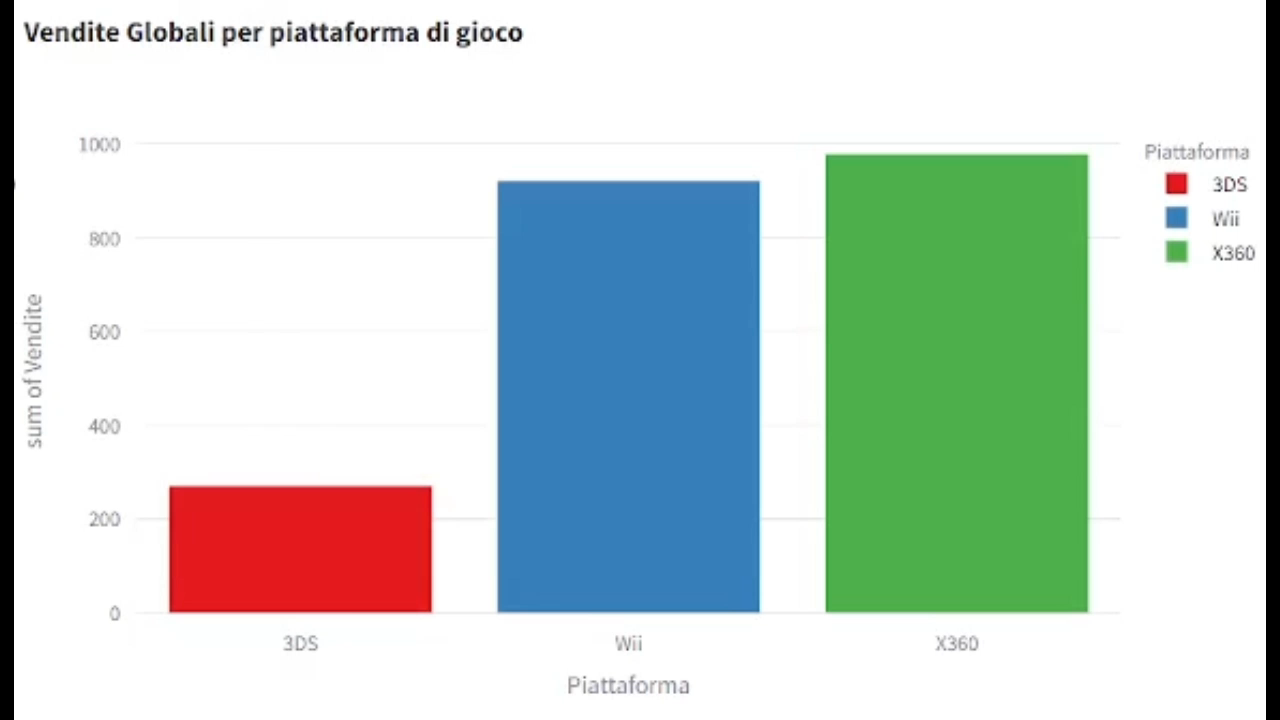 Vendite Globali per piattaforma di gioco
1000
800
600
400
200
0
sum of Vendite
3DS
Wii
X360
Piattaforma
Piattaforma
3DS
Wii
X360